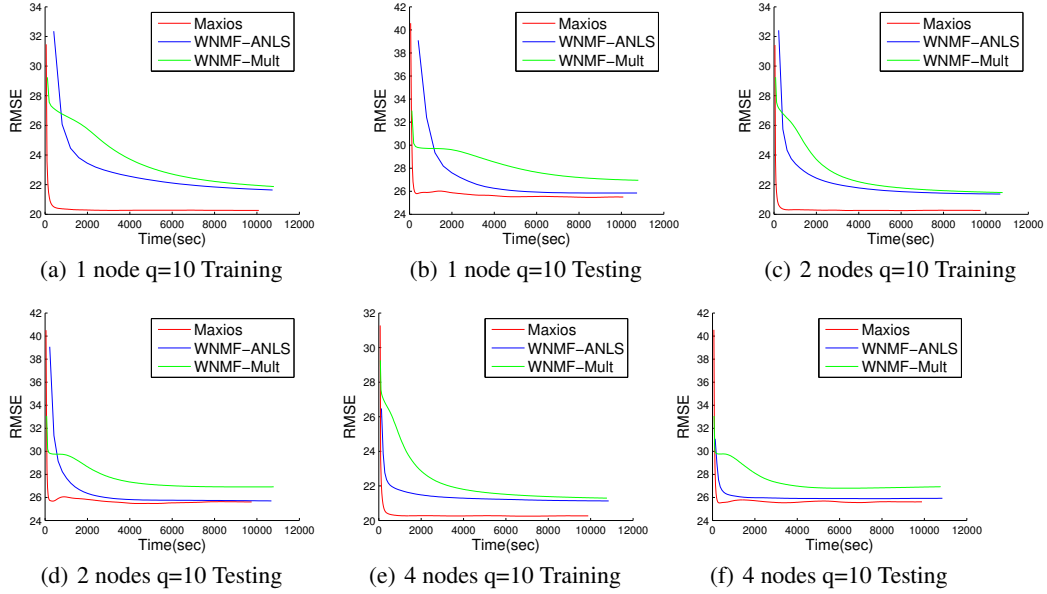 34
32
30
28
26
24
22
20
0 2000 4000 6000 8000 10000 12000
RMSE
Time(sec)
Maxios
WNMF-ANLS
WNMF-Mult
(a) 1 node q=10 Training
42
40
38
36
34
32
30
28
26
24
0 2000 4000 6000 8000 10000 12000
RMSE
Time(sec)
Maxios
WNMF-ANLS
WNMF-Mult
(b) 1 node q=10 Testing
34
32
30
28
26
24
22
20
0 2000 4000 6000 8000 10000 12000
RMSE
Time(sec)
Maxios
WNMF-ANLS
WNMF-Mult
(c) 2 nodes q=10 Training
42
40
38
36
34
32
30
28
26
24
0 2000 4000 6000 8000 10000 12000
RMSE
Time(sec)
Maxios
WNMF-ANLS
WNMF-Mult
(d) 2 nodes q=10 Testing
32
30
28
26
24
22
20
0 2000 4000 6000 8000 10000 12000
RMSE
Time(sec)
Maxios
WNMF-ANLS
WNMF-Mult
(e) 4 nodes q=10 Training
42
40
38
36
34
32
30
28
26
24
0 2000 4000 6000 8000 10000 12000
RMSE
Time(sec)
Maxios
WNMF-ANLS
WNMF-Mult
(f) 4 nodes q=10 Testing